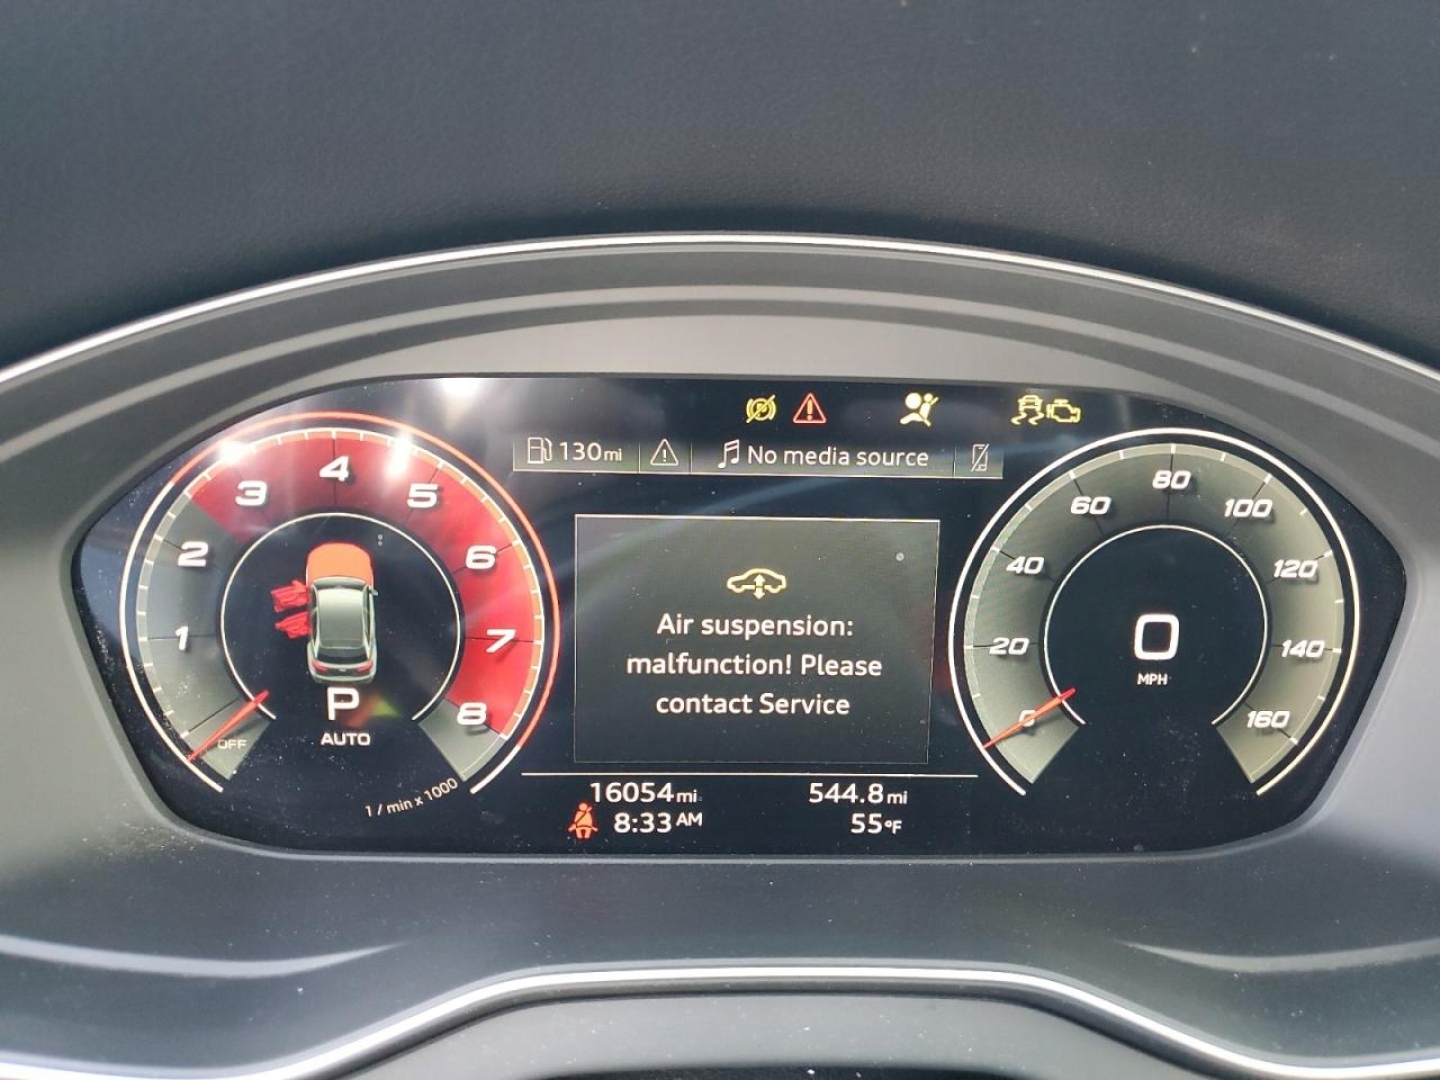 130mi
No media source
4
3 5
2 6
1 7
8
OFF
P
AUTO
1 / min x 1000
Air suspension:
malfunction! Please
contact Service
16054mi 544.8mi
8:33AM 55°F
80
60 100
40 120
20 140
0 160
0
MPH